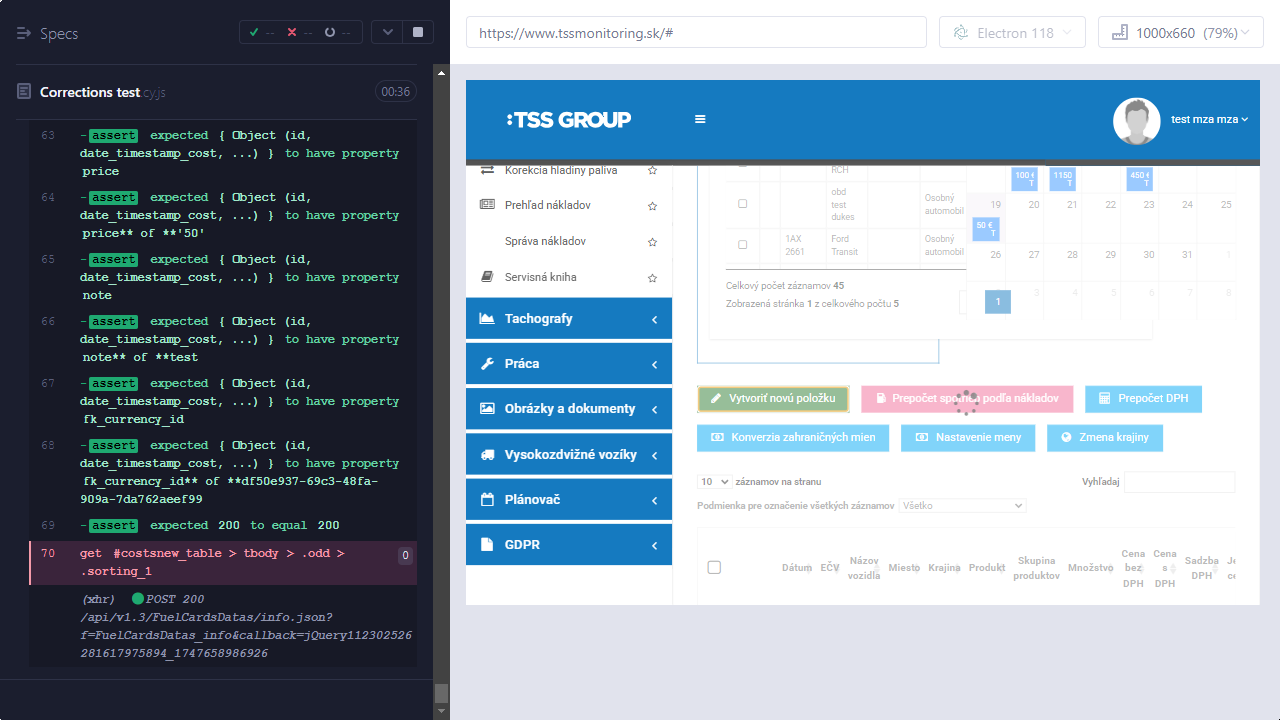 Specs
--
--
--
Corrections test.cy.js
00:36
63 -assert expected { Object (id, date_timestamp_cost, ...) } to have property price
64 -assert expected { Object (id, date_timestamp_cost, ...) } to have property price** of **'50'
65 -assert expected { Object (id, date_timestamp_cost, ...) } to have property note
66 -assert expected { Object (id, date_timestamp_cost, ...) } to have property note** of **test
67 -assert expected { Object (id, date_timestamp_cost, ...) } to have property fk_currency_id
68 -assert expected { Object (id, date_timestamp_cost, ...) } to have property fk_currency_id** of **df50e937-69c3-48fa-909a-7da762aeef99
69 -assert expected 200 to equal 200
70 get #costsnew_table > tbody > .odd > .sorting_1
0
(xhr) POST 200
/api/v1.3/FuelCardsDatas/info.json?
f=FuelCardsDatas_info&callback=jQuery112302526
281617975894_1747658986926
https://www.tssmonitoring.sk/#
Electron 118
1000x660 (79%)
:TSS GROUP
test mza mza
Korekcia hladiny paliva
Prehľad nákladov
Správa nákladov
Servisná kniha
Tachografy
Práca
Obrázky a dokumenty
Vysokozdvižné vozíky
Plánovač
GDPR
RCH
obd test dukes
Osobný automobil
1AX 2661
Ford Transit
Osobný automobil
Celkový počet záznamov 45
Zobrazená stránka 1 z celkového počtu 5
1
100 € T
1150 T
450 € T
19 20 21 22 23 24 25
50 € T
26 27 28 29 30 31 1
3 4 5 6 7 8
Vytvoriť novú položku
Prepočet spotreby podľa nákladov
Prepočet DPH
Konverzia zahraničných mien
Nastavenie meny
Zmena krajiny
10 záznamov na stranu
Vyhľadaj
Podmienka pre označenie všetkých záznamov Všetko
Dátum
EČV
Názov vozidla
Miesto
Krajina
Produkt
Skupina produktov
Množstvo
Cena bez DPH
Cena s DPH
Sadzba DPH